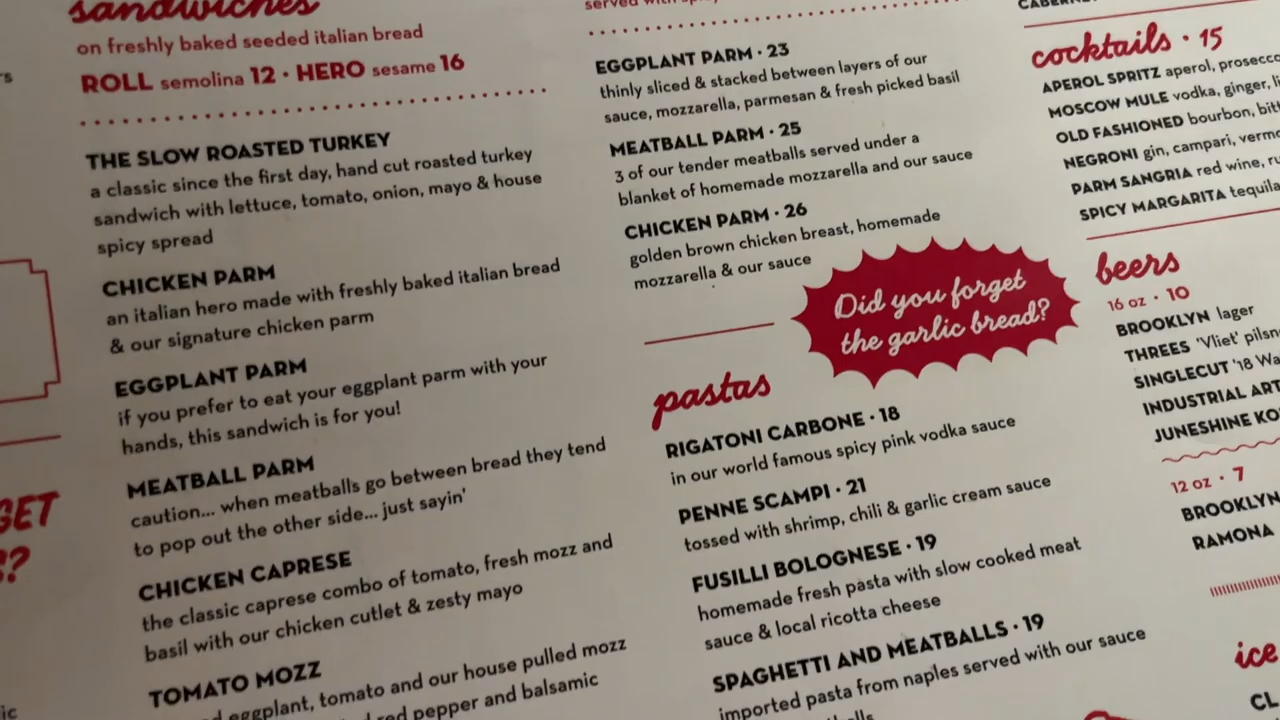 sandwiches
on freshly baked seeded italian bread
ROLL semolina 12 • HERO sesame 16
THE SLOW ROASTED TURKEY
a classic since the first day, hand cut roasted turkey
sandwich with lettuce, tomato, onion, mayo & house
spicy spread
CHICKEN PARM
an italian hero made with freshly baked italian bread
& our signature chicken parm
EGGPLANT PARM
if you prefer to eat your eggplant parm with your
hands, this sandwich is for you!
MEATBALL PARM
caution... when meatballs go between bread they tend
to pop out the other side... just sayin'
CHICKEN CAPRESE
the classic caprese combo of tomato, fresh mozz and
basil with our chicken cutlet & zesty mayo
TOMATO MOZZ
eggplant, tomato and our house pulled mozz
red pepper and balsamic
served with
EGGPLANT PARM • 23
thinly sliced & stacked between layers of our
sauce, mozzarella, parmesan & fresh picked basil
MEATBALL PARM • 25
3 of our tender meatballs served under a
blanket of homemade mozzarella and our sauce
CHICKEN PARM • 26
golden brown chicken breast, homemade
mozzarella & our sauce
Did you forget
the garlic bread?
pastas
RIGATONI CARBONE • 18
in our world famous spicy pink vodka sauce
PENNE SCAMPI • 21
tossed with shrimp, chili & garlic cream sauce
FUSILLI BOLOGNESE • 19
homemade fresh pasta with slow cooked meat
sauce & local ricotta cheese
SPAGHETTI AND MEATBALLS • 19
imported pasta from naples served with our sauce
cocktails • 15
APEROL SPRITZ aperol, prosecco
MOSCOW MULE vodka, ginger, li
OLD FASHIONED bourbon, bitt
NEGRONI gin, campari, vermo
PARM SANGRIA red wine, ru
SPICY MARGARITA tequila
beers
16 oz • 10
BROOKLYN lager
THREES 'Vliet' pilsn
SINGLECUT '18 Wa
INDUSTRIAL ART
JUNESHINE KO
12 oz • 7
BROOKLYN
RAMONA
ice
CL